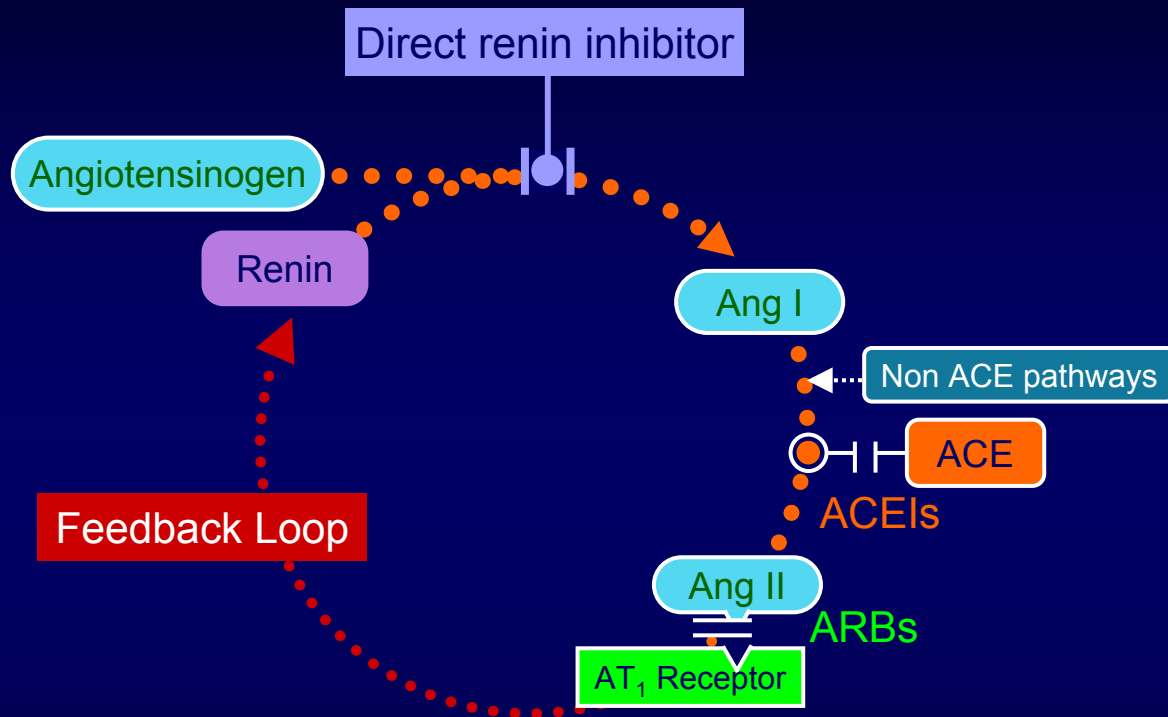 Direct renin inhibitor
Angiotensinogen
Renin
Ang I
Non ACE pathways
ACE
ACEIs
Feedback Loop
Ang II
ARBs
AT₁ Receptor